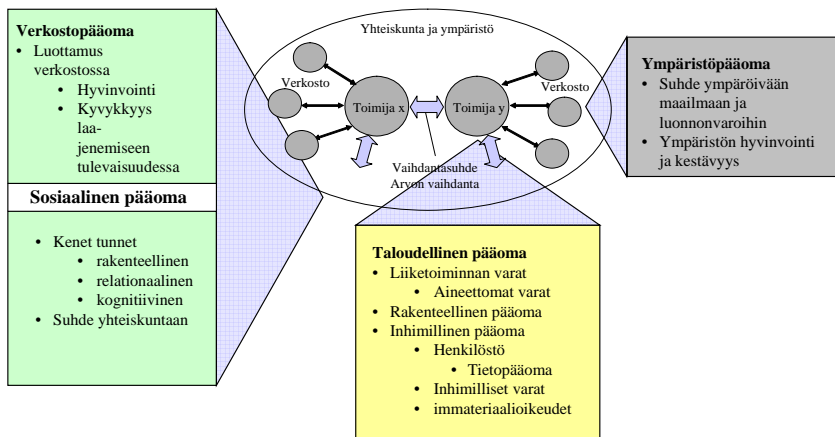 Verkostopääoma
• Luottamus
verkostossa
• Hyvinvointi
• Kyvykkyys
laa-
jenemiseen
tulevaisuudessa
Sosiaalinen pääoma
• Kenet tunnet
• rakenteellinen
• relationaalinen
• kognitiivinen
• Suhde yhteiskuntaan
Yhteiskunta ja ympäristö
Verkosto
Toimija x
Toimija y
Verkosto
Vaihdantasuhde
Arvon vaihdanta
Taloudellinen pääoma
• Liiketoiminnan varat
• Aineettomat varat
• Rakenteellinen pääoma
• Inhimillinen pääoma
• Henkilöstö
• Tietopääoma
• Inhimilliset varat
• immateriaalioikeudet
Ympäristöpääoma
• Suhde ympäröivään
maailmaan ja
luonnonvaroihin
• Ympäristön hyvinvointi
ja kestävyys